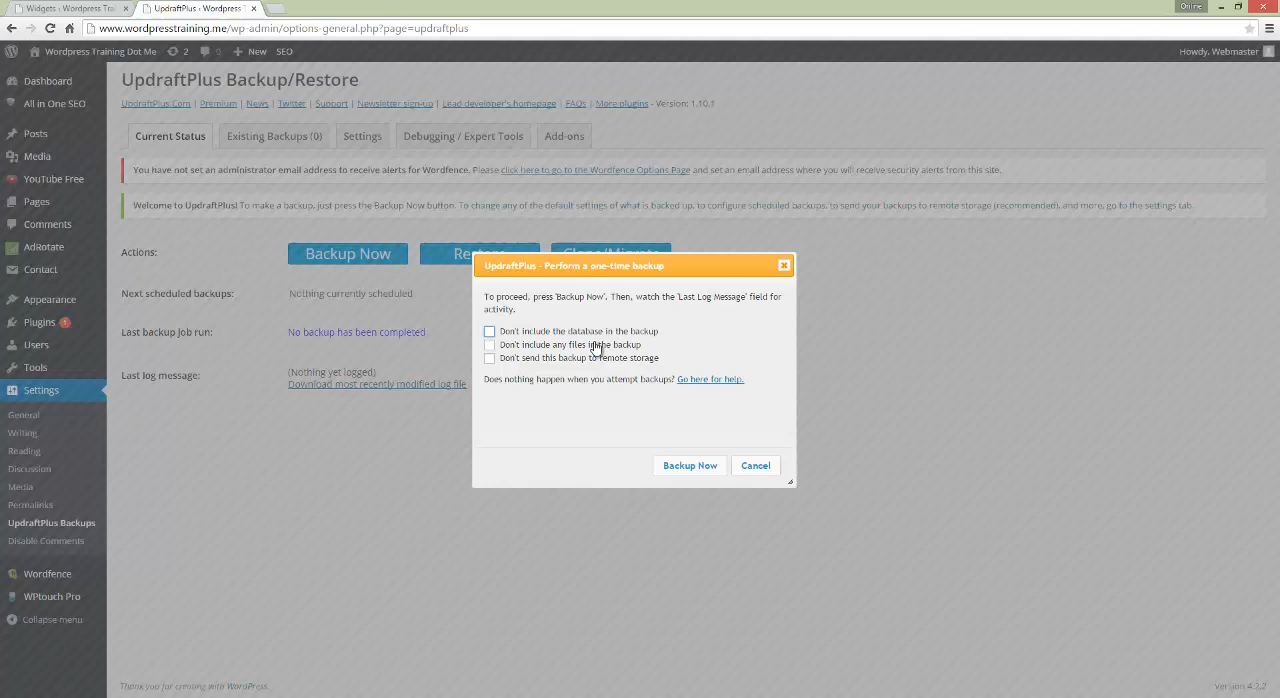 Widgets ‹ Wordpress Trai
UpdraftPlus ‹ Wordpress T
Online
www.wordpresstraining.me/wp-admin/options-general.php?page=updraftplus
Wordpress Training Dot Me 2 0 New SEO Howdy, Webmaster
Dashboard
All in One SEO
Posts
Media
YouTube Free
Pages
Comments
AdRotate
Contact
Appearance
Plugins 1
Users
Tools
Settings
General
Writing
Reading
Discussion
Media
Permalinks
UpdraftPlus Backups
Disable Comments
Wordfence
WPtouch Pro
Collapse menu
UpdraftPlus Backup/Restore
UpdraftPlus.Com | Premium | News | Twitter | Support | Newsletter sign-up | Lead developer's homepage | FAQs | More plugins - Version: 1.10.1
Current Status Existing Backups (0) Settings Debugging / Expert Tools Add-ons
You have not set an administrator email address to receive alerts for Wordfence. Please click here to go to the Wordfence Options Page and set an email address where you will receive security alerts from this site.
Welcome to UpdraftPlus! To make a backup, just press the Backup Now button. To change any of the default settings of what is backed up, to configure scheduled backups, to send your backups to remote storage (recommended), and more, go to the settings tab.
Actions: Backup Now Clone/Migrate
Next scheduled backups: Nothing currently scheduled
Last backup job run: No backup has been completed
Last log message: (Nothing yet logged)
Download most recently modified log file
UpdraftPlus - Perform a one-time backup
To proceed, press 'Backup Now'. Then, watch the 'Last Log Message' field for
activity.
Don't include the database in the backup
Don't include any files in the backup
Don't send this backup to remote storage
Does nothing happen when you attempt backups? Go here for help.
Backup Now Cancel
Thank you for creating with WordPress.
Version 4.2.2